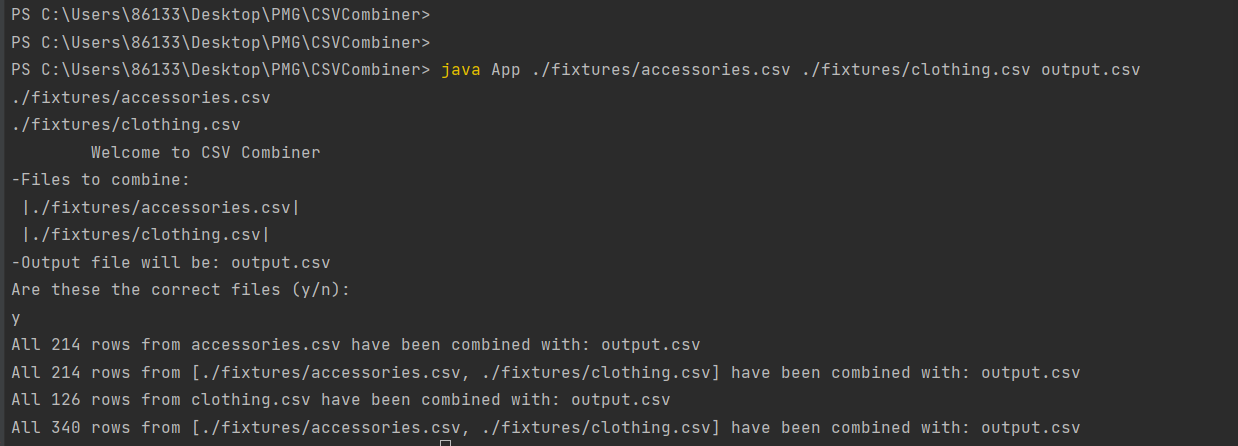 PS C:\Users\86133\Desktop\PMG\CSVCombiner>
PS C:\Users\86133\Desktop\PMG\CSVCombiner>
PS C:\Users\86133\Desktop\PMG\CSVCombiner> java App ./fixtures/accessories.csv ./fixtures/clothing.csv output.csv
./fixtures/accessories.csv
./fixtures/clothing.csv
        Welcome to CSV Combiner
-Files to combine:
 |./fixtures/accessories.csv|
 |./fixtures/clothing.csv|
-Output file will be: output.csv
Are these the correct files (y/n):
y
All 214 rows from accessories.csv have been combined with: output.csv
All 214 rows from [./fixtures/accessories.csv, ./fixtures/clothing.csv] have been combined with: output.csv
All 126 rows from clothing.csv have been combined with: output.csv
All 340 rows from [./fixtures/accessories.csv, ./fixtures/clothing.csv] have been combined with: output.csv